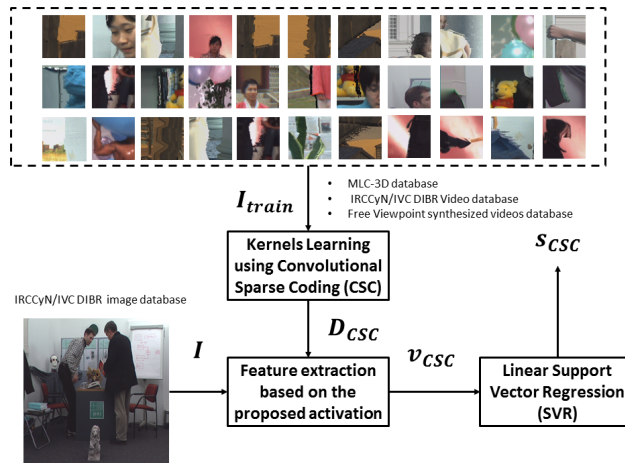 I_train
• MLC-3D database
• IRCCyN/IVC DIBR Video database
• Free Viewpoint synthesized videos database
Kernels Learning
using Convolutional
Sparse Coding (CSC)
s_CSC
IRCCyN/IVC DIBR image database
D_CSC
I
Feature extraction
based on the
proposed activation
v_CSC
Linear Support
Vector Regression
(SVR)